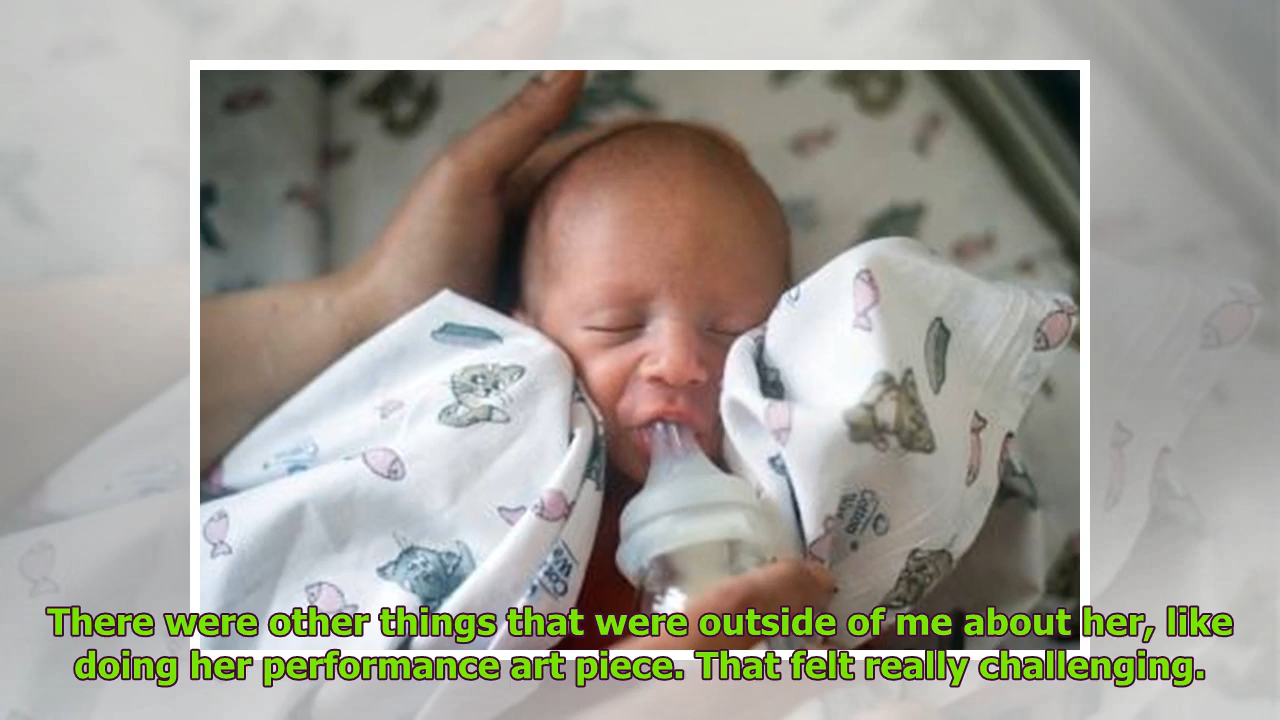 There were other things that were outside of me about her, like
doing her performance art piece. That felt really challenging.